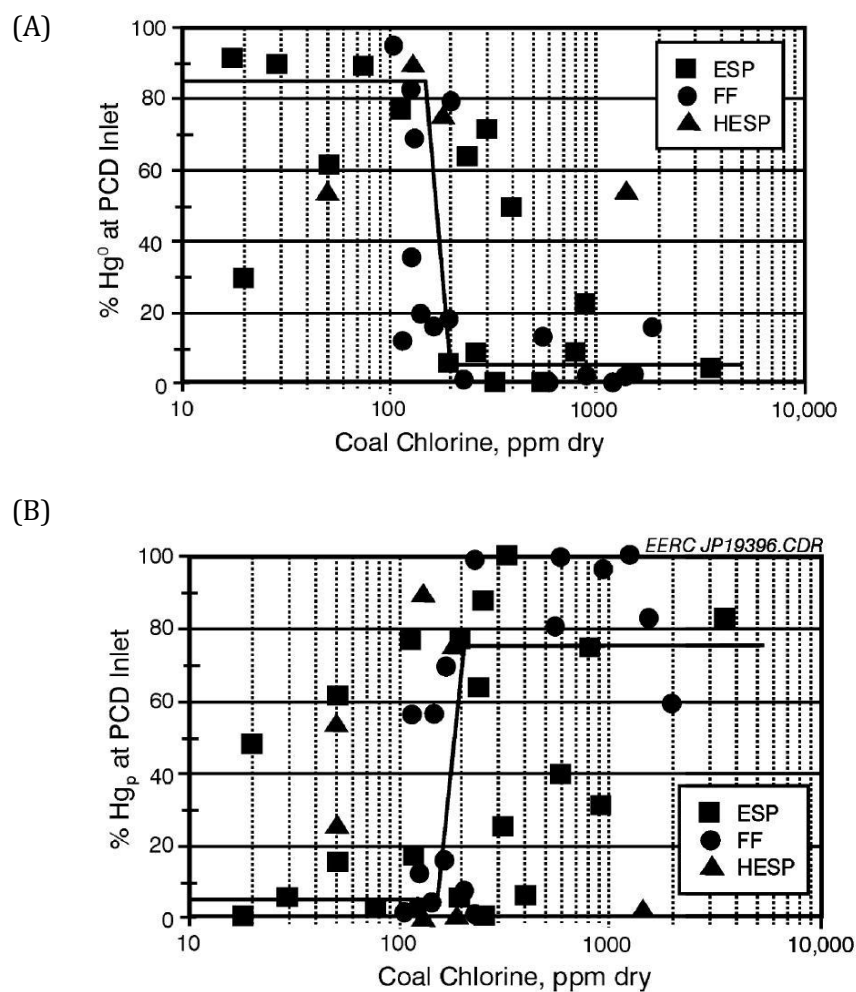 (A)
100
80
60
40
20
0
% Hg⁰ at PCD Inlet
ESP
FF
HESP
10
100
1000
10,000
Coal Chlorine, ppm dry
(B)
EERC JP19396.CDR
100
80
60
40
20
0
% Hgₚ at PCD Inlet
ESP
FF
HESP
10
100
1000
10,000
Coal Chlorine, ppm dry